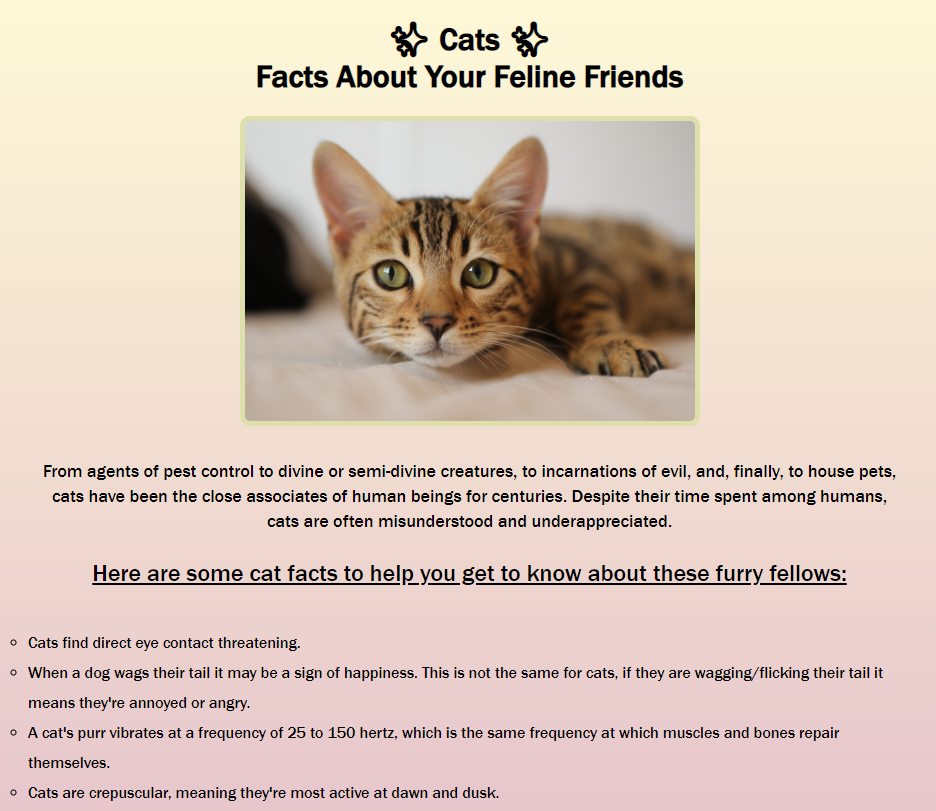 ✨ Cats ✨
Facts About Your Feline Friends
From agents of pest control to divine or semi-divine creatures, to incarnations of evil, and, finally, to house pets,
cats have been the close associates of human beings for centuries. Despite their time spent among humans,
cats are often misunderstood and underappreciated.
Here are some cat facts to help you get to know about these furry fellows:
Cats find direct eye contact threatening.
When a dog wags their tail it may be a sign of happiness. This is not the same for cats, if they are wagging/flicking their tail it
means they're annoyed or angry.
A cat's purr vibrates at a frequency of 25 to 150 hertz, which is the same frequency at which muscles and bones repair
themselves.
Cats are crepuscular, meaning they're most active at dawn and dusk.